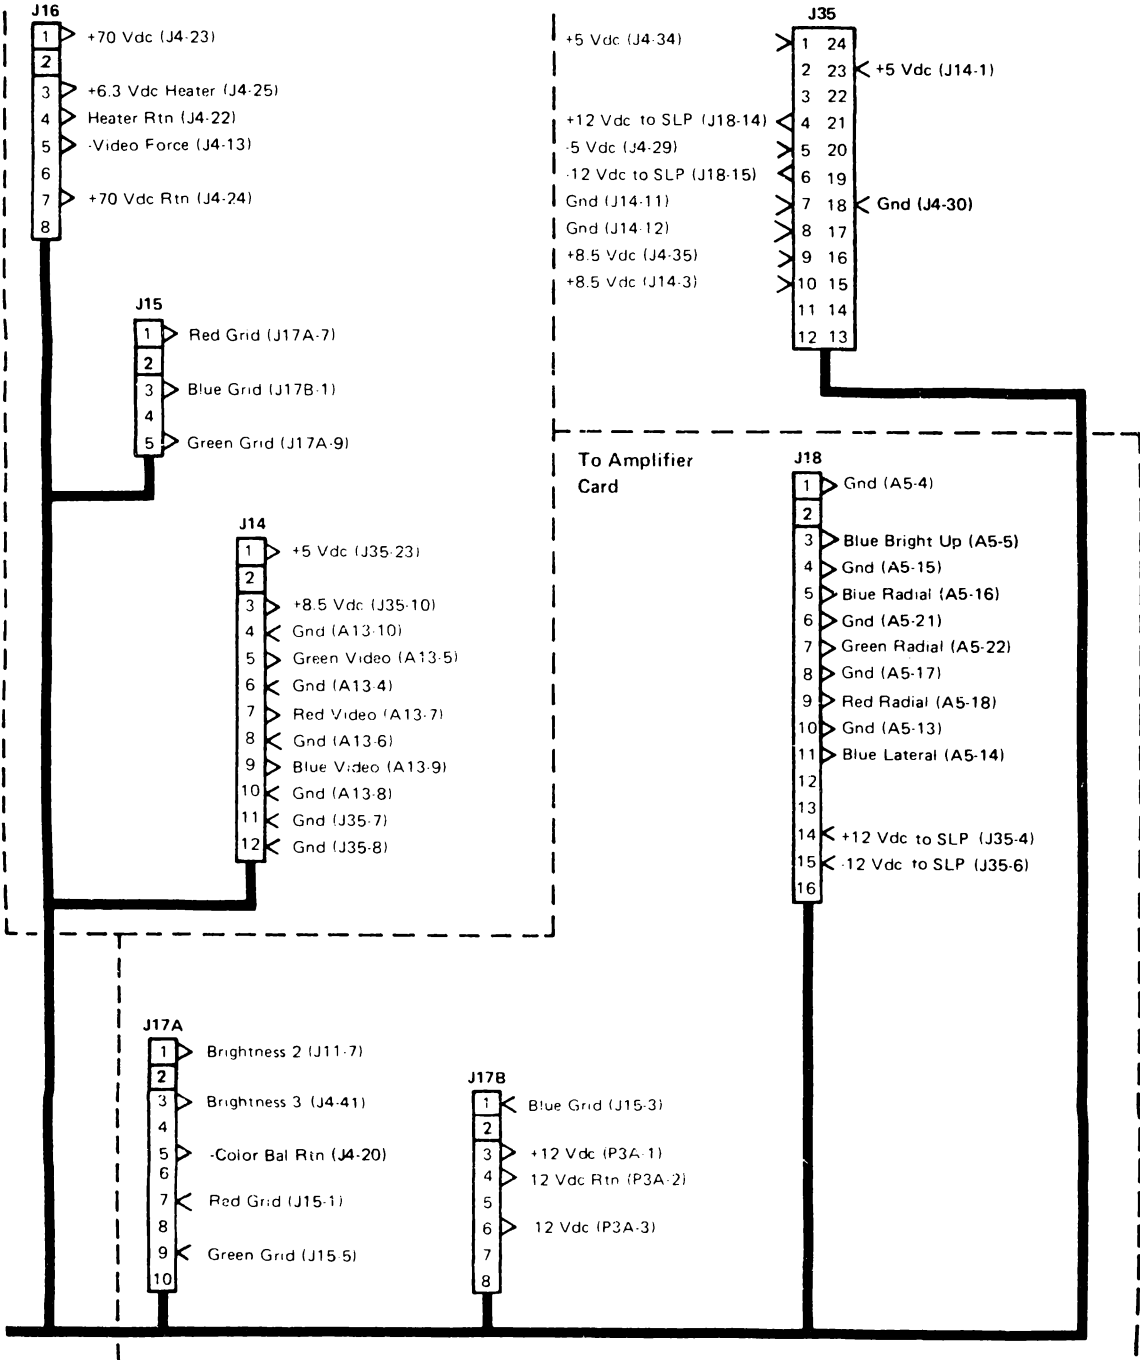 J16
1 +70 Vdc (J4-23)
2
3 +6.3 Vdc Heater (J4-25)
4 Heater Rtn (J4-22)
5 -Video Force (J4-13)
6
7 +70 Vdc Rtn (J4-24)
8
J15
1 Red Grid (J17A-7)
2
3 Blue Grid (J17B-1)
4
5 Green Grid (J17A-9)
J14
1 +5 Vdc (J35-23)
2
3 +8.5 Vdc (J35-10)
4 Gnd (A13-10)
5 Green Video (A13-5)
6 Gnd (A13-4)
7 Red Video (A13-7)
8 Gnd (A13-6)
9 Blue Video (A13-9)
10 Gnd (A13-8)
11 Gnd (J35-7)
12 Gnd (J35-8)
J35
+5 Vdc (J4-34) 1 24
2 23 +5 Vdc (J14-1)
3 22
+12 Vdc to SLP (J18-14) 4 21
-5 Vdc (J4-29) 5 20
-12 Vdc to SLP (J18-15) 6 19
Gnd (J14-11) 7 18 Gnd (J4-30)
Gnd (J14-12) 8 17
+8.5 Vdc (J4-35) 9 16
+8.5 Vdc (J14-3) 10 15
11 14
12 13
To Amplifier
Card
J18
1 Gnd (A5-4)
2
3 Blue Bright Up (A5-5)
4 Gnd (A5-15)
5 Blue Radial (A5-16)
6 Gnd (A5-21)
7 Green Radial (A5-22)
8 Gnd (A5-17)
9 Red Radial (A5-18)
10 Gnd (A5-13)
11 Blue Lateral (A5-14)
12
13
14 +12 Vdc to SLP (J35-4)
15 -12 Vdc to SLP (J35-6)
16
J17A
1 Brightness 2 (J11-7)
2
3 Brightness 3 (J4-41)
4
5 -Color Bal Rtn (J4-20)
6
7 Red Grid (J15-1)
8
9 Green Grid (J15-5)
10
J17B
1 Blue Grid (J15-3)
2
3 +12 Vdc (P3A-1)
4 12 Vdc Rtn (P3A-2)
5
6 12 Vdc (P3A-3)
7
8